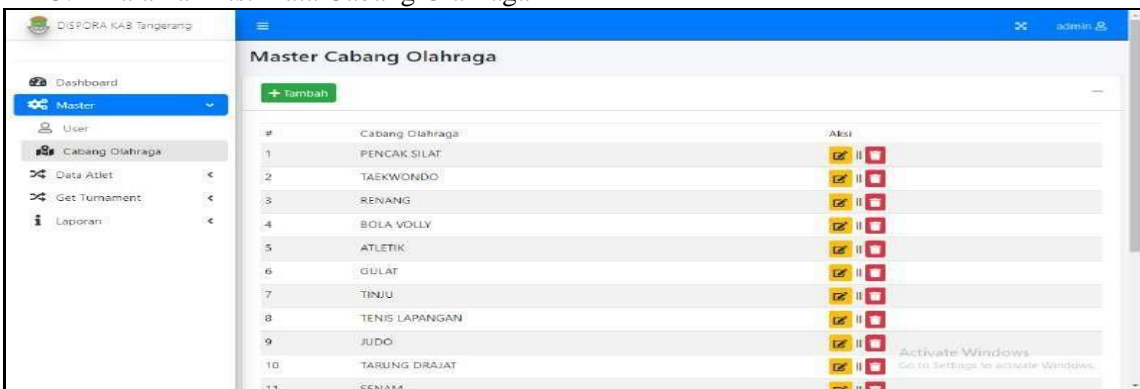 DISPORA KAB Tangerang
admin
Master Cabang Olahraga
Dashboard
Master
User
Cabang Olahraga
Data Atlet
Get Turnament
Laporan
+ Tambah
# Cabang Olahraga Aksi
1 PENCAK SILAT ||
2 TAEKWONDO ||
3 RENANG ||
4 BOLA VOLLY ||
5 ATLETIK ||
6 GULAT ||
7 TINJU ||
8 TENIS LAPANGAN ||
9 JUDO ||
10 TARUNG DRAJAT ||
11 SENAM
Activate Windows
Go to Settings to activate Windows.